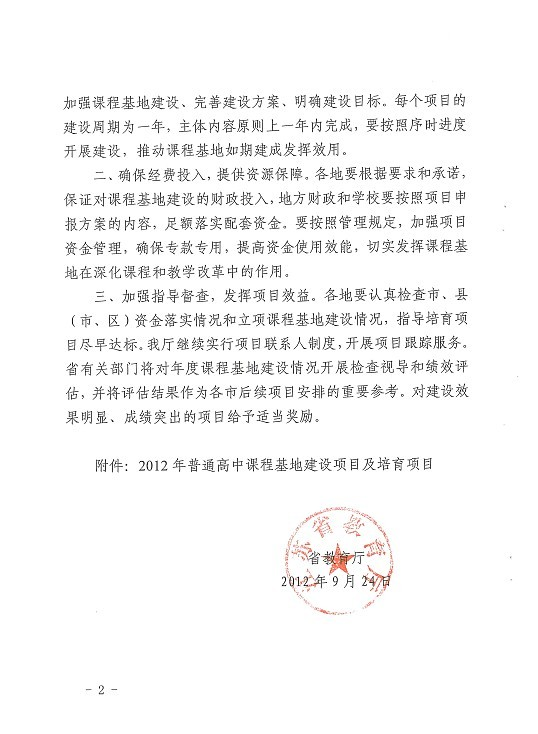 加强课程基地建设、完善建设方案、明确建设目标。每个项目的
建设周期为一年，主体内容原则上一年内完成，要按照序时进度
开展建设，推动课程基地如期建成发挥效用。
二、确保经费投入，提供资源保障。各地要根据要求和承诺，
保证对课程基地建设的财政投入，地方财政和学校要按照项目申
报方案的内容，足额落实配套资金。要按照管理规定，加强项目
资金管理，确保专款专用，提高资金使用效能，切实发挥课程基
地在深化课程和教学改革中的作用。
三、加强指导督查，发挥项目效益。各地要认真检查市、县
（市、区）资金落实情况和立项课程基地建设情况，指导培育项
目尽早达标。我厅继续实行项目联系人制度，开展项目跟踪服务。
省有关部门将对年度课程基地建设情况开展检查视导和绩效评
估，并将评估结果作为各市后续项目安排的重要参考。对建设效
果明显、成绩突出的项目给予适当奖励。
附件：2012 年普通高中课程基地建设项目及培育项目
江苏省教育厅
省教育厅
2012 年 9 月 24 日
- 2 -